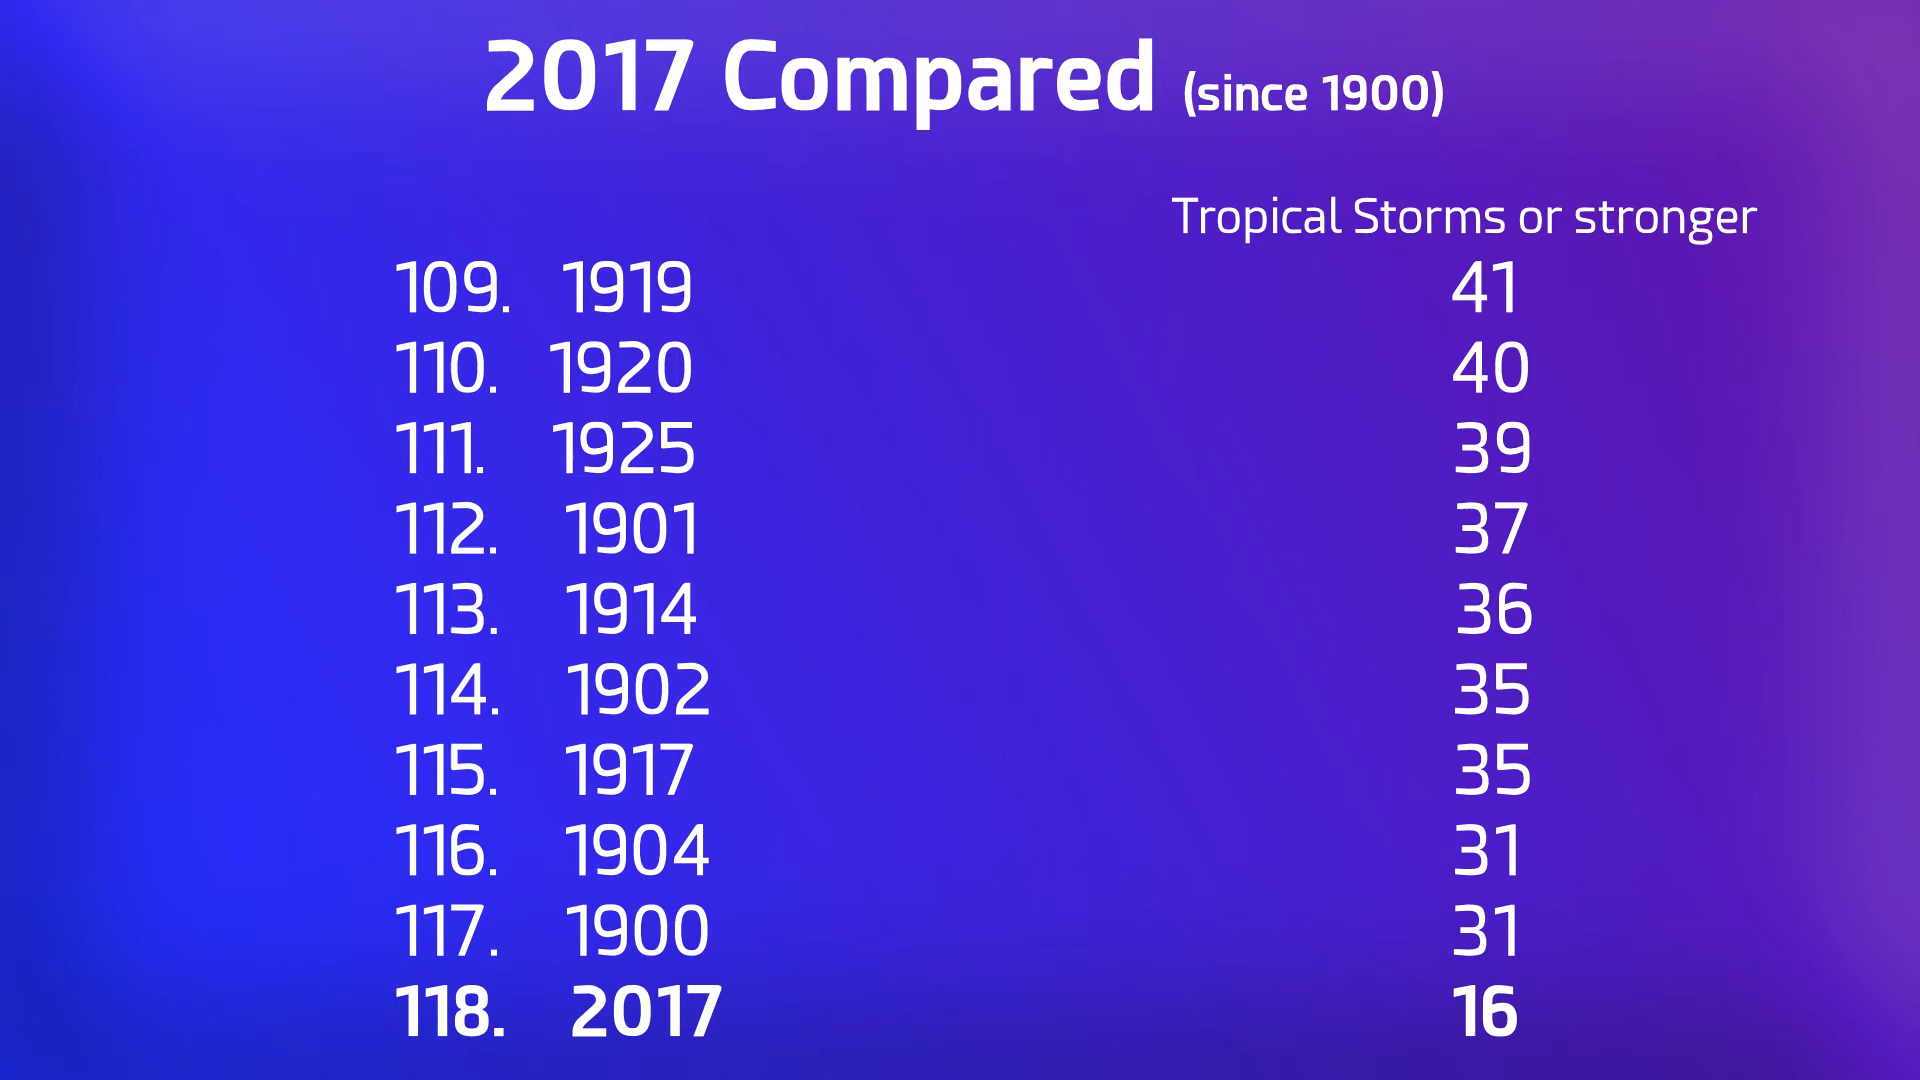 2017 Compared (since 1900)
Tropical Storms or stronger
109. 1919 41
110. 1920 40
111. 1925 39
112. 1901 37
113. 1914 36
114. 1902 35
115. 1917 35
116. 1904 31
117. 1900 31
118. 2017 16